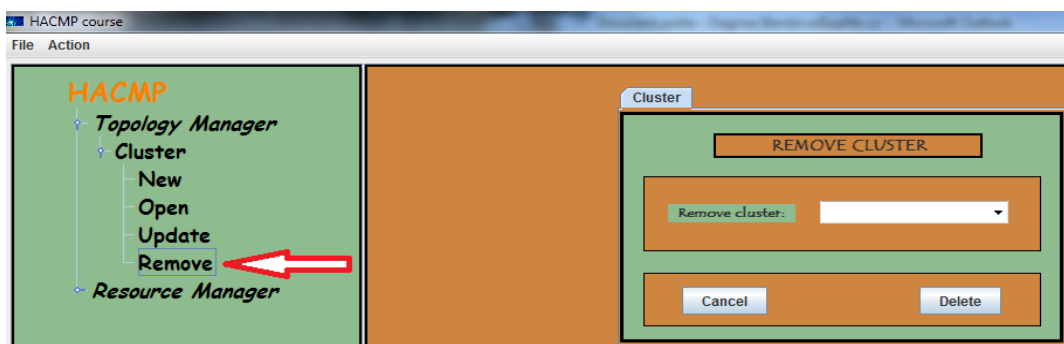 HACMP course
File Action
HACMP
Topology Manager
Cluster
New
Open
Update
Remove
Resource Manager
Cluster
REMOVE CLUSTER
Remove cluster:
Cancel Delete